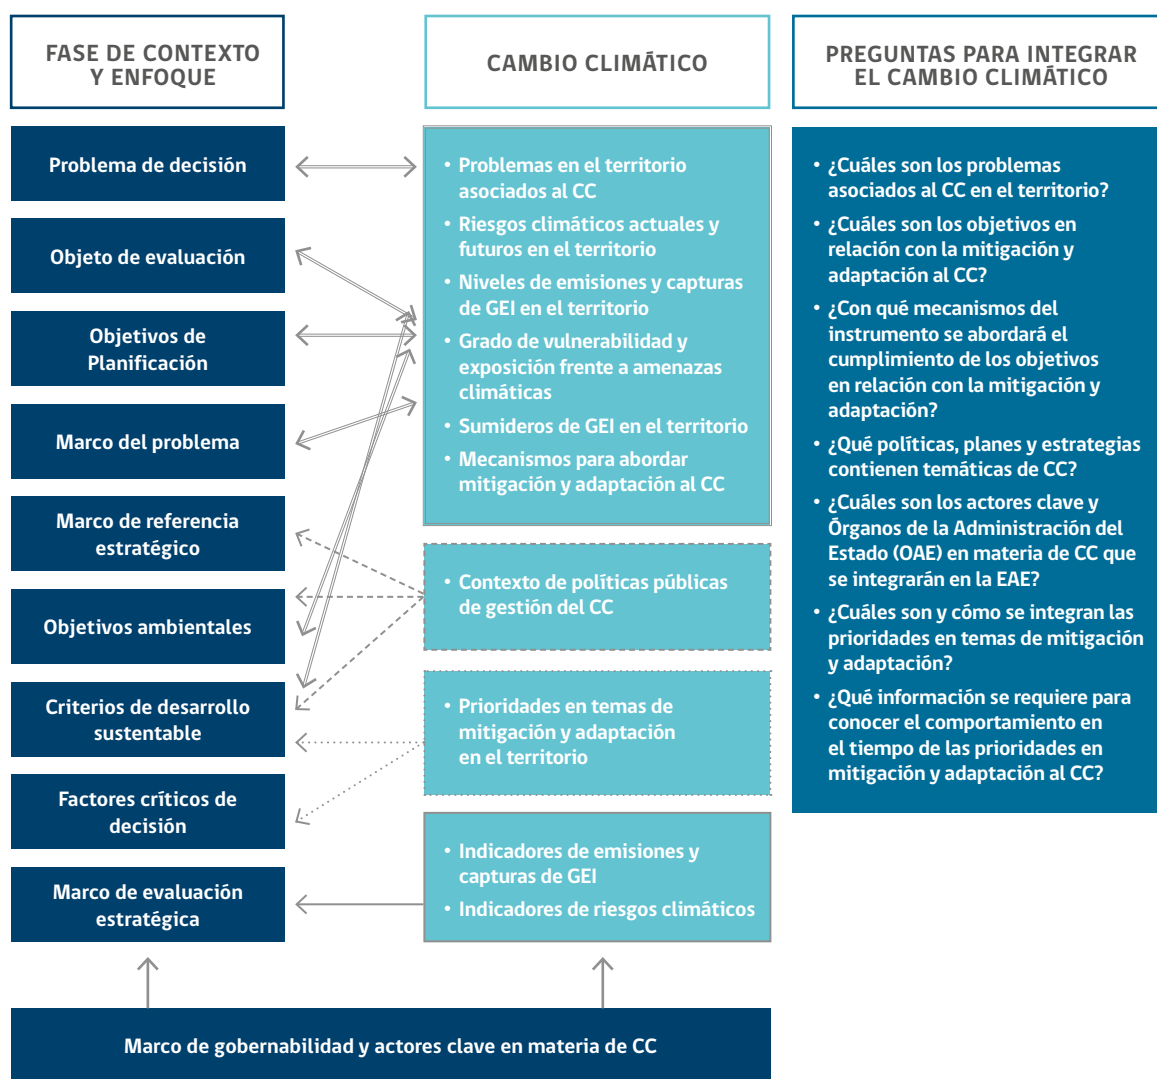 FASE DE CONTEXTO
Y ENFOQUE
Problema de decisión
Objeto de evaluación
Objetivos de
Planificación
Marco del problema
Marco de referencia
estratégico
Objetivos ambientales
Criterios de desarrollo
sustentable
Factores críticos de
decisión
Marco de evaluación
estratégica
CAMBIO CLIMÁTICO
• Problemas en el territorio
asociados al CC
• Riesgos climáticos actuales y
futuros en el territorio
• Niveles de emisiones y capturas
de GEI en el territorio
• Grado de vulnerabilidad y
exposición frente a amenazas
climáticas
• Sumideros de GEI en el territorio
• Mecanismos para abordar
mitigación y adaptación al CC
• Contexto de políticas públicas
de gestión del CC
• Prioridades en temas de
mitigación y adaptación
en el territorio
• Indicadores de emisiones y
capturas de GEI
• Indicadores de riesgos climáticos
PREGUNTAS PARA INTEGRAR
EL CAMBIO CLIMÁTICO
• ¿Cuáles son los problemas
asociados al CC en el territorio?
• ¿Cuáles son los objetivos en
relación con la mitigación y
adaptación al CC?
• ¿Con qué mecanismos del
instrumento se abordará el
cumplimiento de los objetivos
en relación con la mitigación y
adaptación?
• ¿Qué políticas, planes y estrategias
contienen temáticas de CC?
• ¿Cuáles son los actores clave y
Órganos de la Administración del
Estado (OAE) en materia de CC que
se integrarán en la EAE?
• ¿Cuáles son y cómo se integran las
prioridades en temas de mitigación
y adaptación?
• ¿Qué información se requiere para
conocer el comportamiento en
el tiempo de las prioridades en
mitigación y adaptación al CC?
Marco de gobernabilidad y actores clave en materia de CC